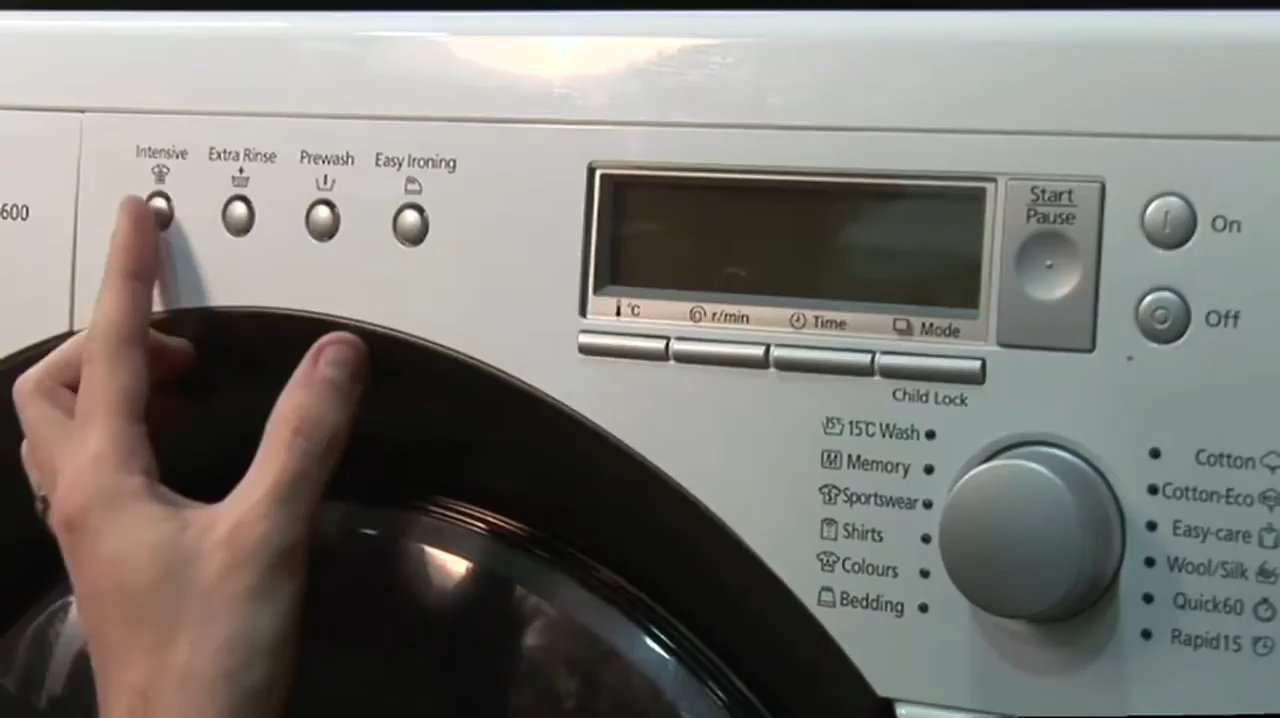 Intensive
Extra Rinse
Prewash
Easy Ironing
600
Start
Pause
On
Off
°C
r/min
Time
Mode
Child Lock
15°C Wash
M Memory
Sportswear
Shirts
Colours
Bedding
Cotton
Cotton-Eco
Easy-care
Wool/Silk
Quick60
Rapid15